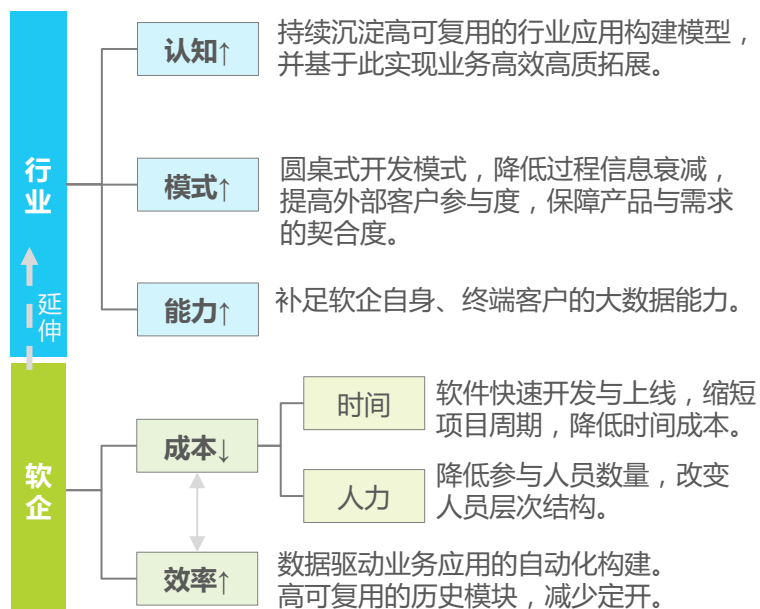 行业
认知↑
持续沉淀高可复用的行业应用构建模型，
并基于此实现业务高效高质拓展。
模式↑
圆桌式开发模式，降低过程信息衰减，
提高外部客户参与度，保障产品与需求
的契合度。
能力↑
补足软企自身、终端客户的大数据能力。
延伸
软企
成本↓
时间
软件快速开发与上线，缩短
项目周期，降低时间成本。
人力
降低参与人员数量，改变
人员层次结构。
效率↑
数据驱动业务应用的自动化构建。
高可复用的历史模块，减少定开。